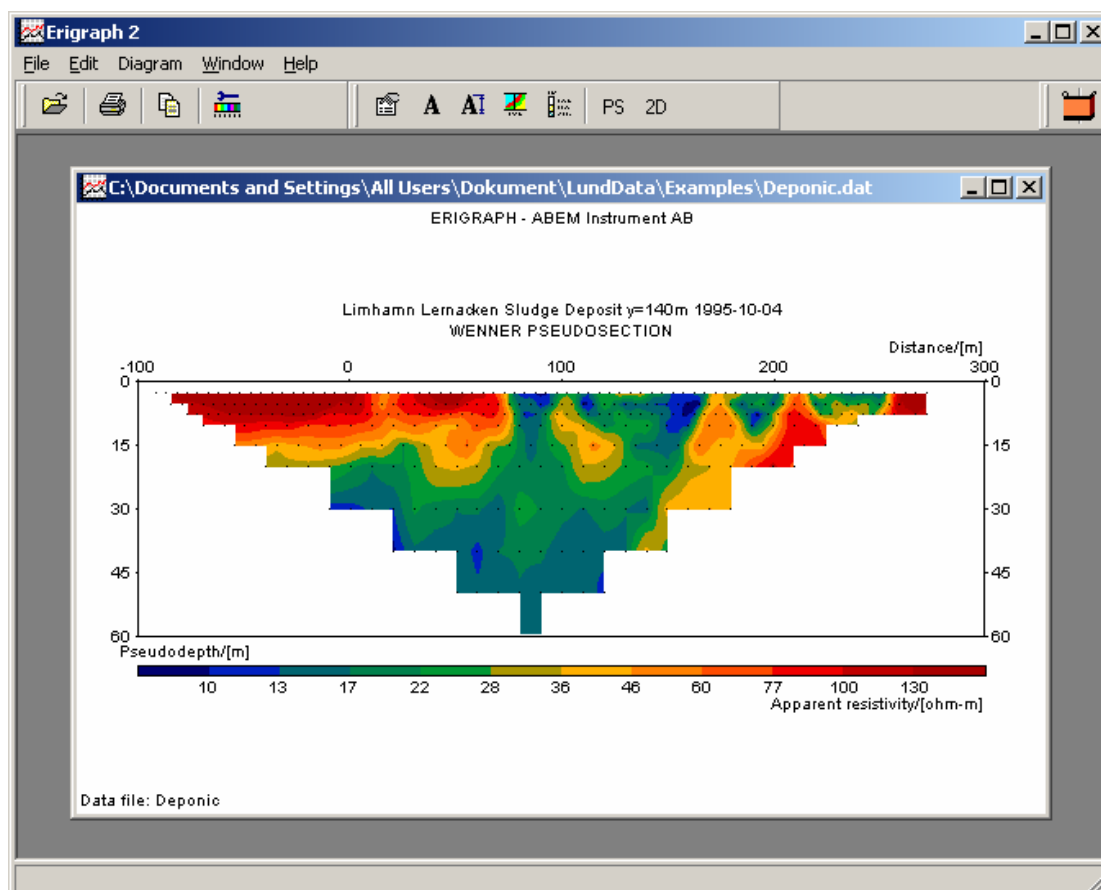 Erigraph 2
File Edit Diagram Window Help
A AI PS 2D
C:\Documents and Settings\All Users\Dokument\LundData\Examples\Deponic.dat
ERIGRAPH - ABEM Instrument AB
Limhamn Lernacken Sludge Deposit y=140m 1995-10-04
WENNER PSEUDOSECTION
Distance/[m]
-100 0 100 200 300
0 0
15 15
30 30
45 45
60 60
Pseudodepth/[m]
10 13 17 22 28 36 46 60 77 100 130
Apparent resistivity/[ohm-m]
Data file: Deponic